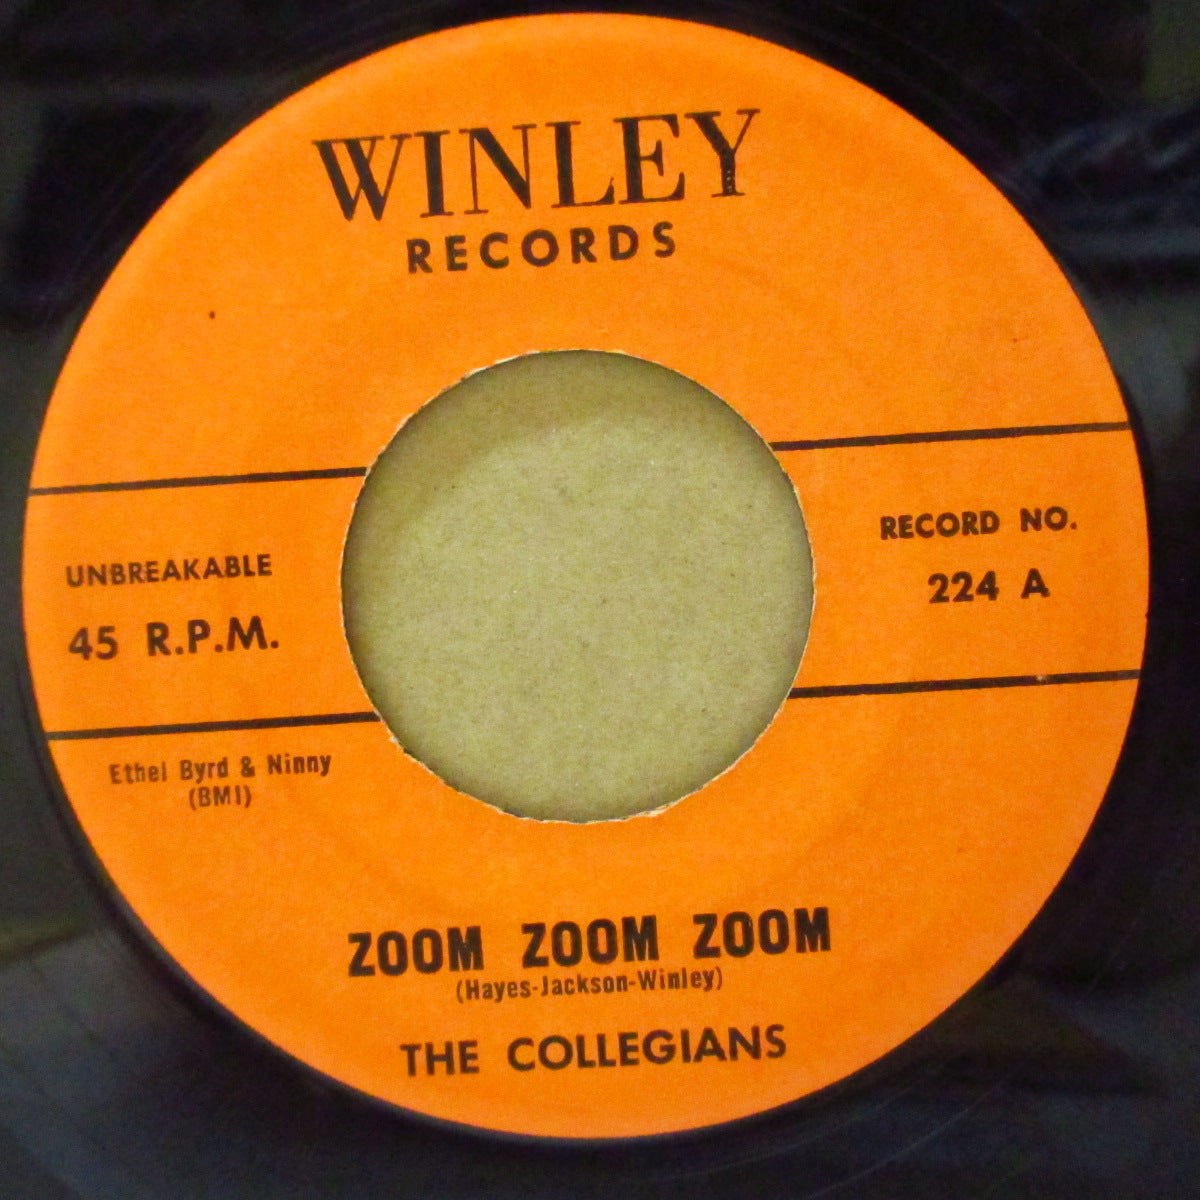 WINLEY
RECORDS
UNBREAKABLE
45 R.P.M.
RECORD NO.
224 A
Ethel Byrd & Ninny
(BMI)
ZOOM ZOOM ZOOM
(Hayes-Jackson-Winley)
THE COLLEGIANS